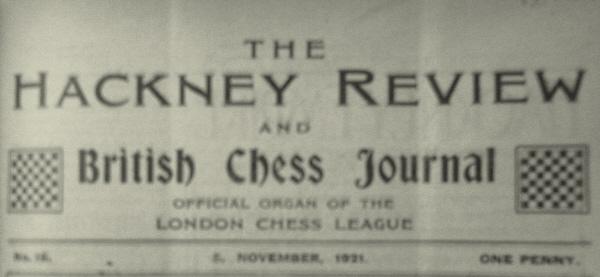 THE
HACKNEY REVIEW
AND
British Chess Journal
OFFICIAL ORGAN OF THE
LONDON CHESS LEAGUE
NOVEMBER, 1921.
ONE PENNY.